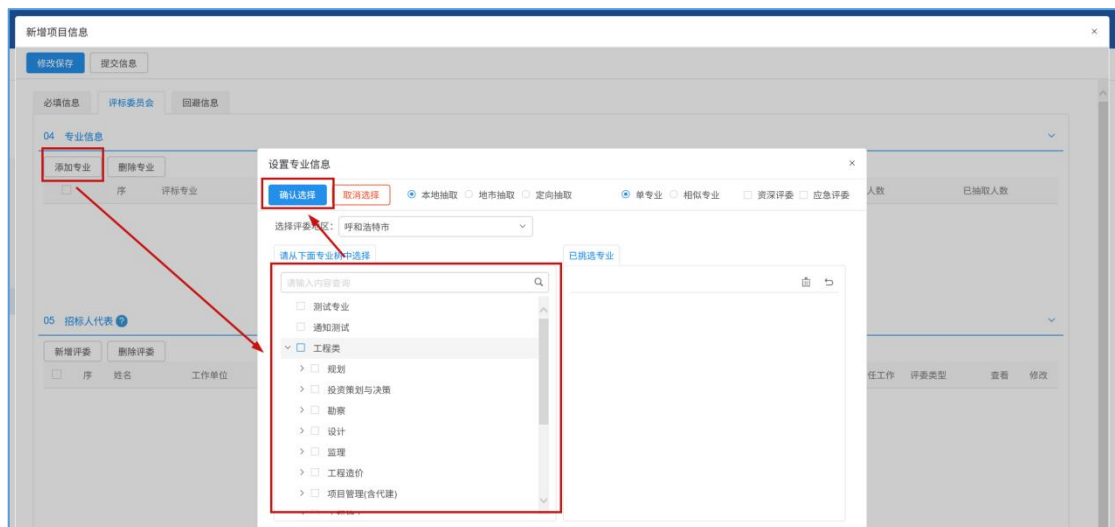 新增项目信息
修改保存 提交信息
必填信息 评标委员会 回避信息
04 专业信息
添加专业 删除专业
序 评标专业 人数 已抽取人数
设置专业信息
确认选择 取消选择 本地抽取 地市抽取 定向抽取 单专业 相似专业 资深评委 应急评委
选择评委地区： 呼和浩特市
请从下面专业树中选择 已挑选专业
请输入内容查询
测试专业
通知测试
工程类
规划
投资策划与决策
勘察
设计
监理
工程造价
项目管理(含代建)
05 招标人代表
新增评委 删除评委
序 姓名 工作单位 任工作 评委类型 查看 修改